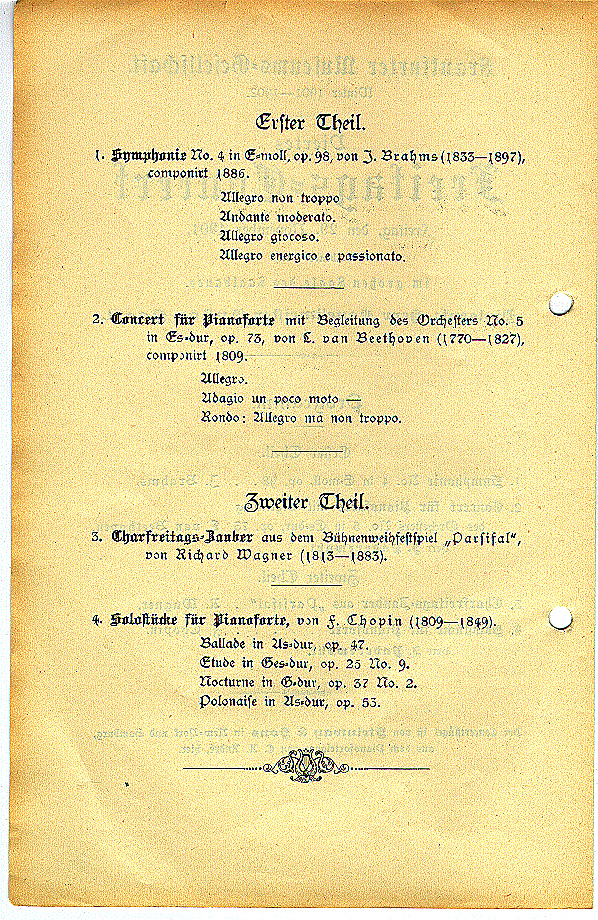 Erster Theil.
1. Symphonie No. 4 in E-moll, op. 98, von J. Brahms (1833—1897),
componirt 1886.
Allegro non troppo
Andante moderato.
Allegro giocoso.
Allegro energico e passionato.
2. Concert für Pianoforte mit Begleitung des Orchesters No. 5
in Es-dur, op. 73, von L. van Beethoven (1770—1827),
componirt 1809.
Allegro.
Adagio un poco moto —
Rondo: Allegro ma non troppo.
Zweiter Theil.
3. Charfreitags-Zauber aus dem Bühnenweihfestspiel „Parsifal“,
von Richard Wagner (1813—1883).
4. Solostücke für Pianoforte, von F. Chopin (1809—1849).
Ballade in As-dur, op. 47.
Etude in Ges-dur, op. 25 No. 9.
Nocturne in G-dur, op. 37 No. 2.
Polonaise in As-dur, op. 53.